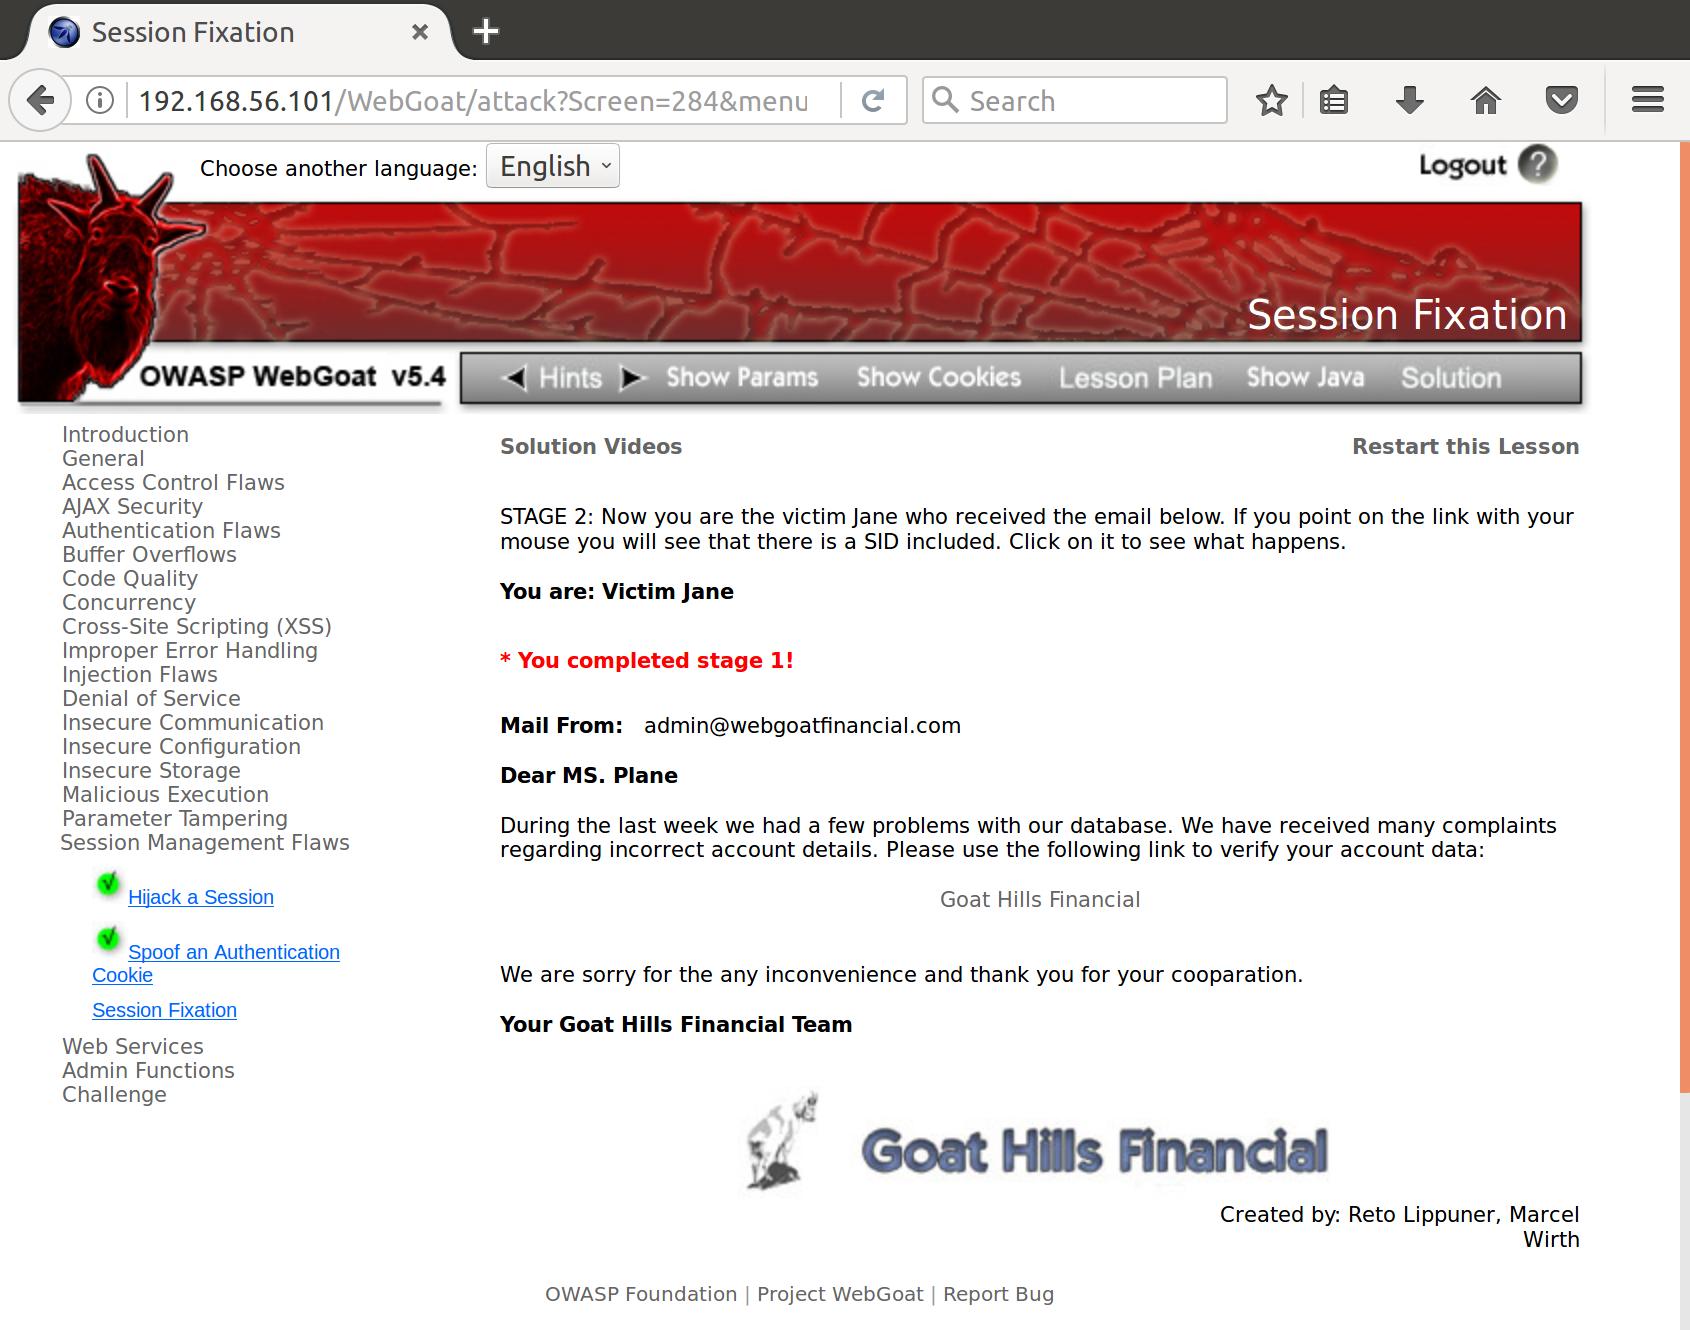 Session Fixation
192.168.56.101/WebGoat/attack?Screen=284&menu
Search
Choose another language: English
Logout ?
Session Fixation
OWASP WebGoat v5.4
Hints Show Params Show Cookies Lesson Plan Show Java Solution
Introduction
General
Access Control Flaws
AJAX Security
Authentication Flaws
Buffer Overflows
Code Quality
Concurrency
Cross-Site Scripting (XSS)
Improper Error Handling
Injection Flaws
Denial of Service
Insecure Communication
Insecure Configuration
Insecure Storage
Malicious Execution
Parameter Tampering
Session Management Flaws
Hijack a Session
Spoof an Authentication
Cookie
Session Fixation
Web Services
Admin Functions
Challenge
Solution Videos
Restart this Lesson
STAGE 2: Now you are the victim Jane who received the email below. If you point on the link with your
mouse you will see that there is a SID included. Click on it to see what happens.
You are: Victim Jane
* You completed stage 1!
Mail From: admin@webgoatfinancial.com
Dear MS. Plane
During the last week we had a few problems with our database. We have received many complaints
regarding incorrect account details. Please use the following link to verify your account data:
Goat Hills Financial
We are sorry for the any inconvenience and thank you for your cooparation.
Your Goat Hills Financial Team
Goat Hills Financial
Created by: Reto Lippuner, Marcel
Wirth
OWASP Foundation | Project WebGoat | Report Bug